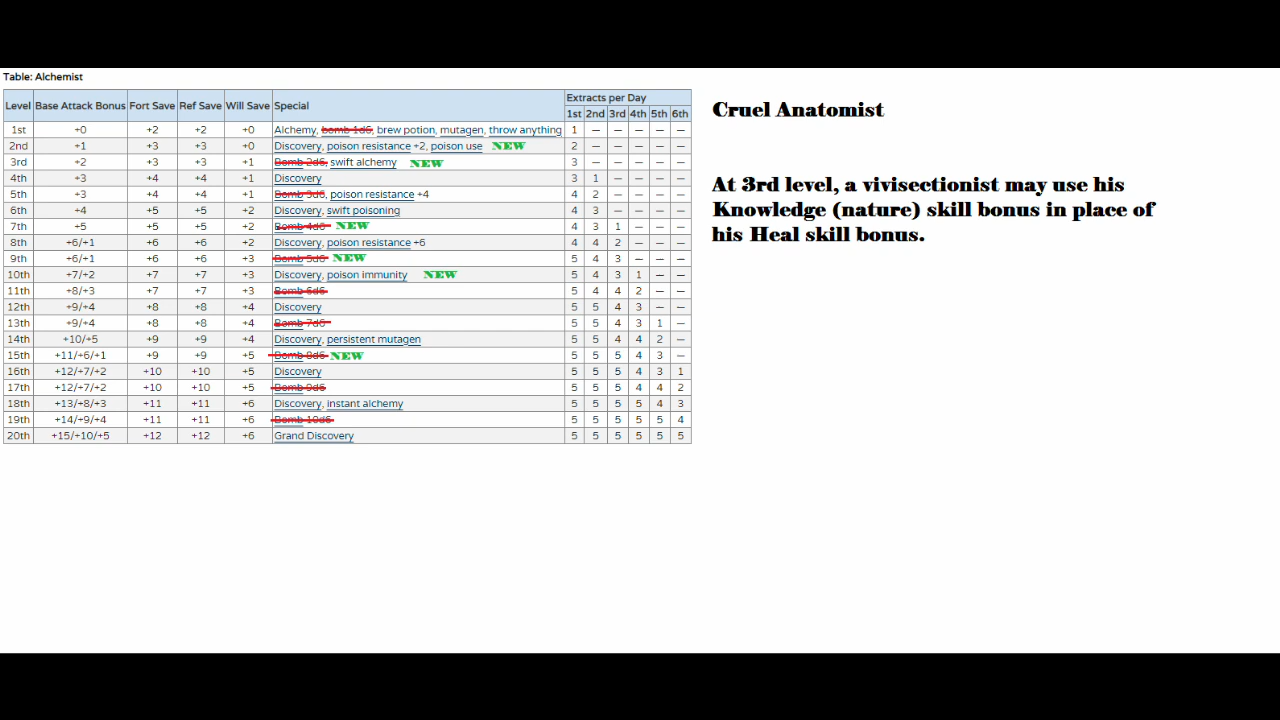 Table: Alchemist
Level Base Attack Bonus Fort Save Ref Save Will Save Special Extracts per Day
1st 2nd 3rd 4th 5th 6th
1st +0 +2 +2 +0 Alchemy, bomb 1d6, brew potion, mutagen, throw anything 1 — — — — —
2nd +1 +3 +3 +0 Discovery, poison resistance +2, poison use NEW 2 — — — — —
3rd +2 +3 +3 +1 Bomb 2d6, swift alchemy NEW 3 — — — — —
4th +3 +4 +4 +1 Discovery 3 1 — — — —
5th +3 +4 +4 +1 Bomb 3d6, poison resistance +4 4 2 — — — —
6th +4 +5 +5 +2 Discovery, swift poisoning 4 3 — — — —
7th +5 +5 +5 +2 Bomb 4d6 NEW 4 3 1 — — —
8th +6/+1 +6 +6 +2 Discovery, poison resistance +6 4 4 2 — — —
9th +6/+1 +6 +6 +3 Bomb 5d6 NEW 5 4 3 — — —
10th +7/+2 +7 +7 +3 Discovery, poison immunity NEW 5 4 3 1 — —
11th +8/+3 +7 +7 +3 Bomb 6d6 5 4 4 2 — —
12th +9/+4 +8 +8 +4 Discovery 5 5 4 3 — —
13th +9/+4 +8 +8 +4 Bomb 7d6 5 5 4 3 1 —
14th +10/+5 +9 +9 +4 Discovery, persistent mutagen 5 5 4 4 2 —
15th +11/+6/+1 +9 +9 +5 Bomb 8d6 NEW 5 5 5 4 3 —
16th +12/+7/+2 +10 +10 +5 Discovery 5 5 5 4 3 1
17th +12/+7/+2 +10 +10 +5 Bomb 9d6 5 5 5 4 4 2
18th +13/+8/+3 +11 +11 +6 Discovery, instant alchemy 5 5 5 5 4 3
19th +14/+9/+4 +11 +11 +6 Bomb 10d6 5 5 5 5 5 4
20th +15/+10/+5 +12 +12 +6 Grand Discovery 5 5 5 5 5 5
Cruel Anatomist
At 3rd level, a vivisectionist may use his
Knowledge (nature) skill bonus in place of
his Heal skill bonus.